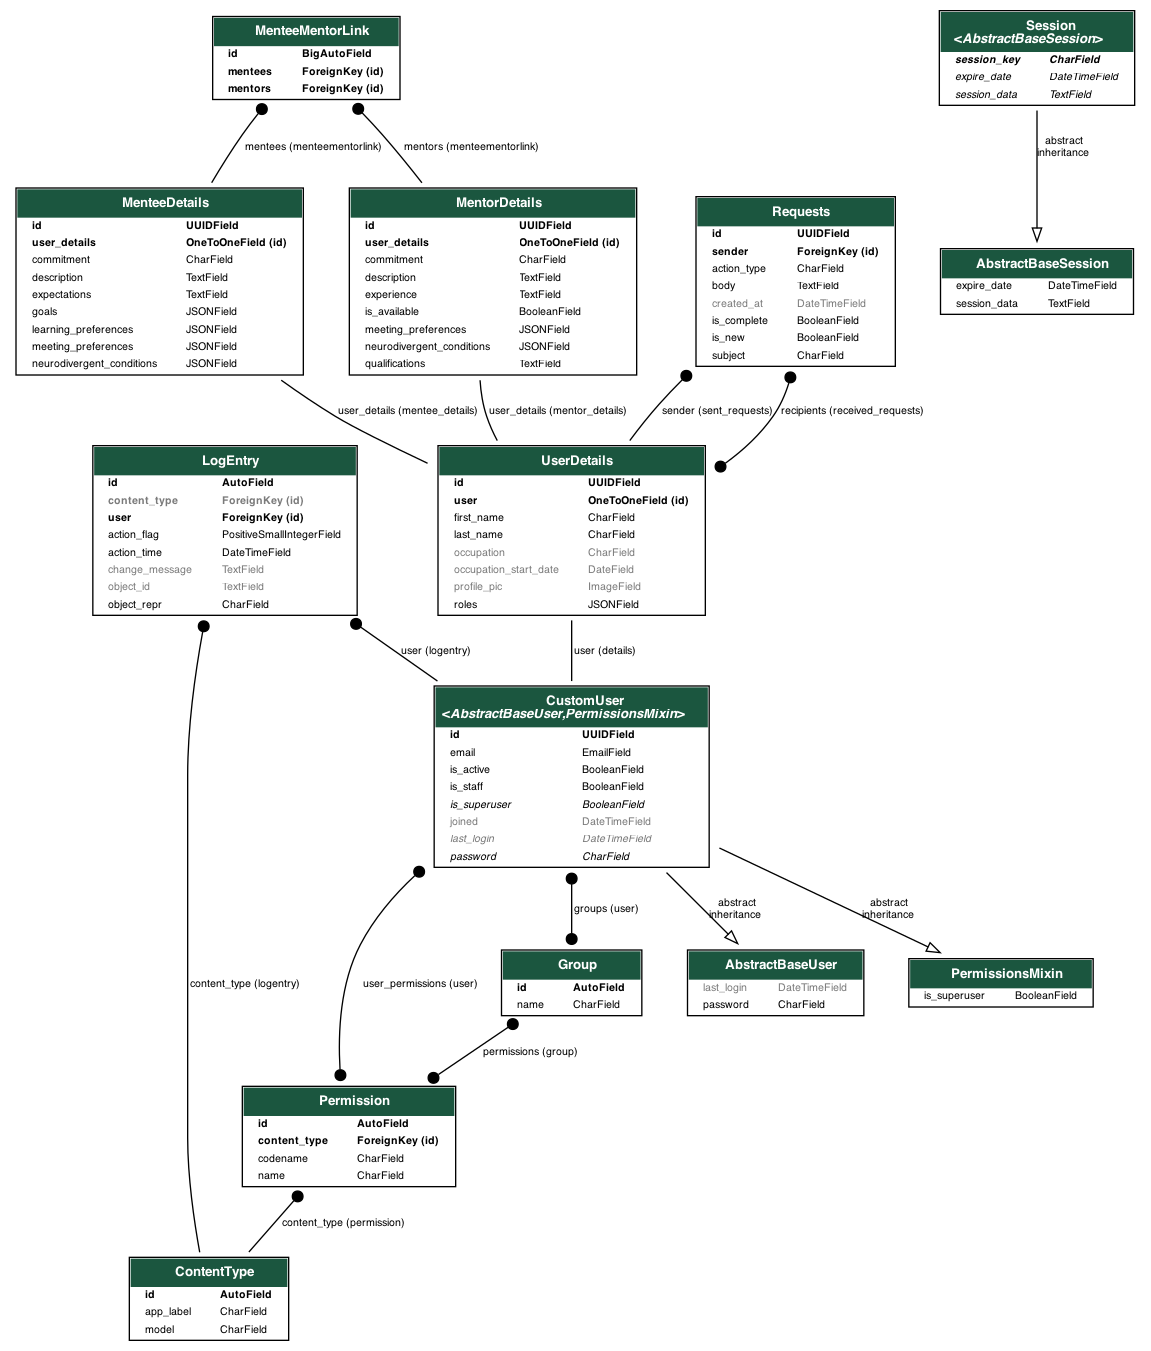 MenteeMentorLink
id BigAutoField
mentees ForeignKey (id)
mentors ForeignKey (id)
Session
<AbstractBaseSession>
session_key CharField
expire_date DateTimeField
session_data TextField
mentees (menteementorlink)
mentors (menteementorlink)
abstract
inheritance
MenteeDetails
id UUIDField
user_details OneToOneField (id)
commitment CharField
description TextField
expectations TextField
goals JSONField
learning_preferences JSONField
meeting_preferences JSONField
neurodivergent_conditions JSONField
MentorDetails
id UUIDField
user_details OneToOneField (id)
commitment CharField
description TextField
experience TextField
is_available BooleanField
meeting_preferences JSONField
neurodivergent_conditions JSONField
qualifications TextField
Requests
id UUIDField
sender ForeignKey (id)
action_type CharField
body TextField
created_at DateTimeField
is_complete BooleanField
is_new BooleanField
subject CharField
AbstractBaseSession
expire_date DateTimeField
session_data TextField
user_details (mentee_details)
user_details (mentor_details)
sender (sent_requests)
recipients (received_requests)
LogEntry
id AutoField
content_type ForeignKey (id)
user ForeignKey (id)
action_flag PositiveSmallIntegerField
action_time DateTimeField
change_message TextField
object_id TextField
object_repr CharField
UserDetails
id UUIDField
user OneToOneField (id)
first_name CharField
last_name CharField
occupation CharField
occupation_start_date DateField
profile_pic ImageField
roles JSONField
user (logentry)
user (details)
CustomUser
<AbstractBaseUser,PermissionsMixin>
id UUIDField
email EmailField
is_active BooleanField
is_staff BooleanField
is_superuser BooleanField
joined DateTimeField
last_login DateTimeField
password CharField
groups (user)
abstract
inheritance
abstract
inheritance
content_type (logentry)
user_permissions (user)
Group
id AutoField
name CharField
AbstractBaseUser
last_login DateTimeField
password CharField
PermissionsMixin
is_superuser BooleanField
permissions (group)
Permission
id AutoField
content_type ForeignKey (id)
codename CharField
name CharField
content_type (permission)
ContentType
id AutoField
app_label CharField
model CharField